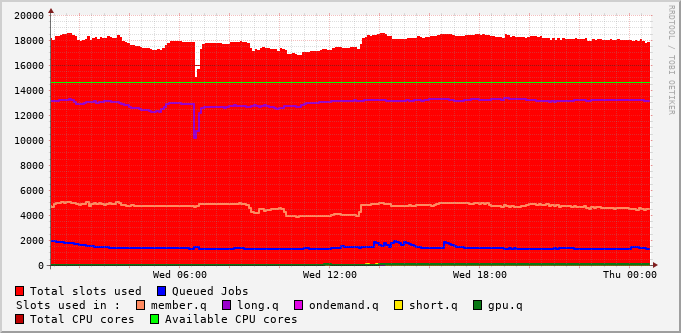 20000
18000
16000
14000
12000
10000
8000
6000
4000
2000
0
Wed 06:00 Wed 12:00 Wed 18:00 Thu 00:00
RRDTOOL / TOBI OETIKER
Total slots used Queued Jobs
Slots used in : member.q long.q ondemand.q short.q gpu.q
Total CPU cores Available CPU cores